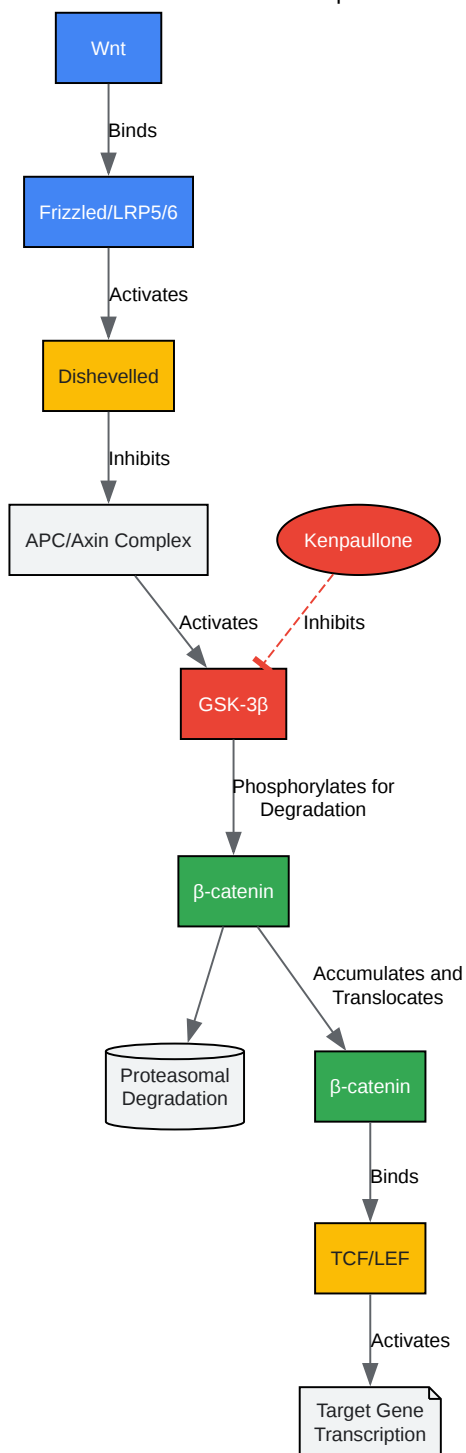 Wnt
Binds
Frizzled/LRP5/6
Activates
Dishevelled
Inhibits
APC/Axin Complex
Kenpaullone
Activates
Inhibits
GSK-3β
Phosphorylates for
Degradation
β-catenin
Accumulates and
Translocates
Proteasomal
Degradation
β-catenin
Binds
TCF/LEF
Activates
Target Gene
Transcription